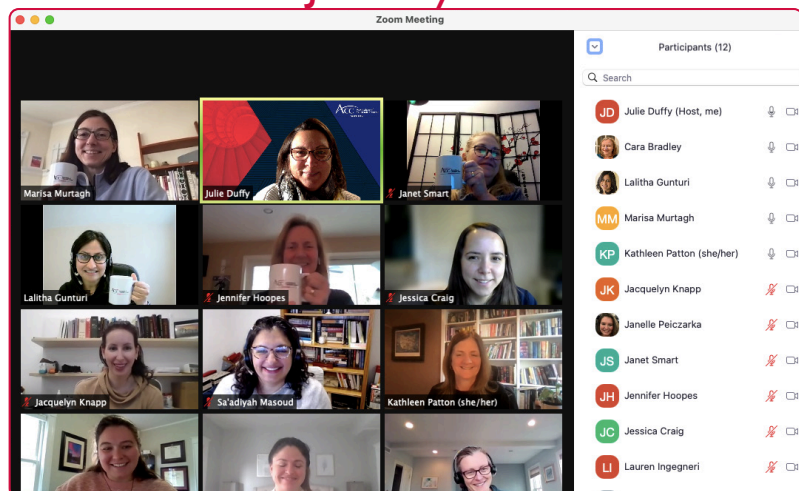 Zoom Meeting
Participants (12)
Search
ACC
Marisa Murtagh
Julie Duffy
Janet Smart
Lalitha Gunturi
Jennifer Hoopes
Jessica Craig
Jacquelyn Knapp
Sa'adiyah Masoud
Kathleen Patton (she/her)
JD Julie Duffy (Host, me)
Cara Bradley
Lalitha Gunturi
MM Marisa Murtagh
KP Kathleen Patton (she/her)
JK Jacquelyn Knapp
Janelle Peiczarka
JS Janet Smart
JH Jennifer Hoopes
JC Jessica Craig
LI Lauren Ingegneri